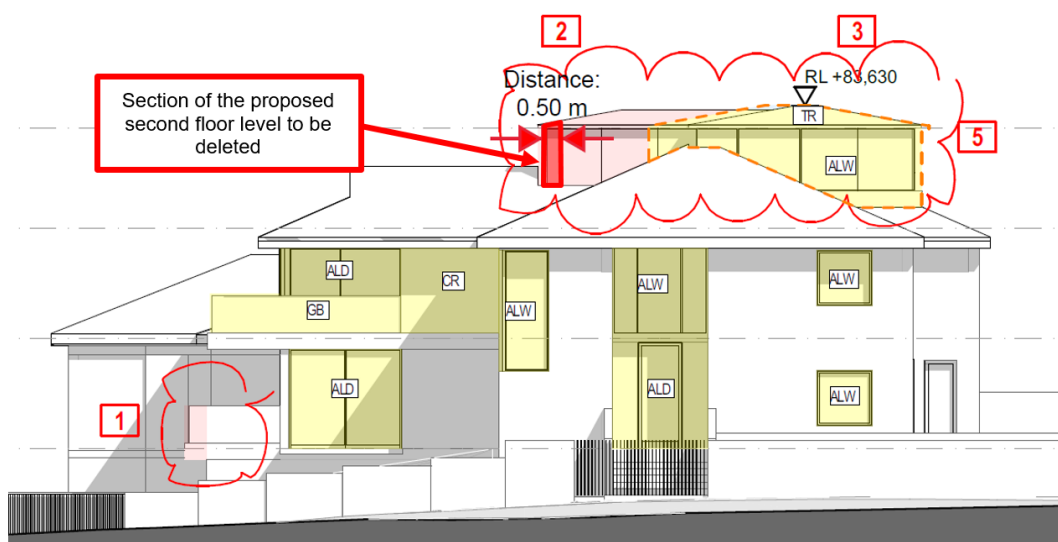 2
3
Distance:
0.50 m
RL +83,630
Section of the proposed
second floor level to be
deleted
TR
5
ALW
ALD
CR
ALW
ALW
GB
ALW
ALD
ALD
ALW
1